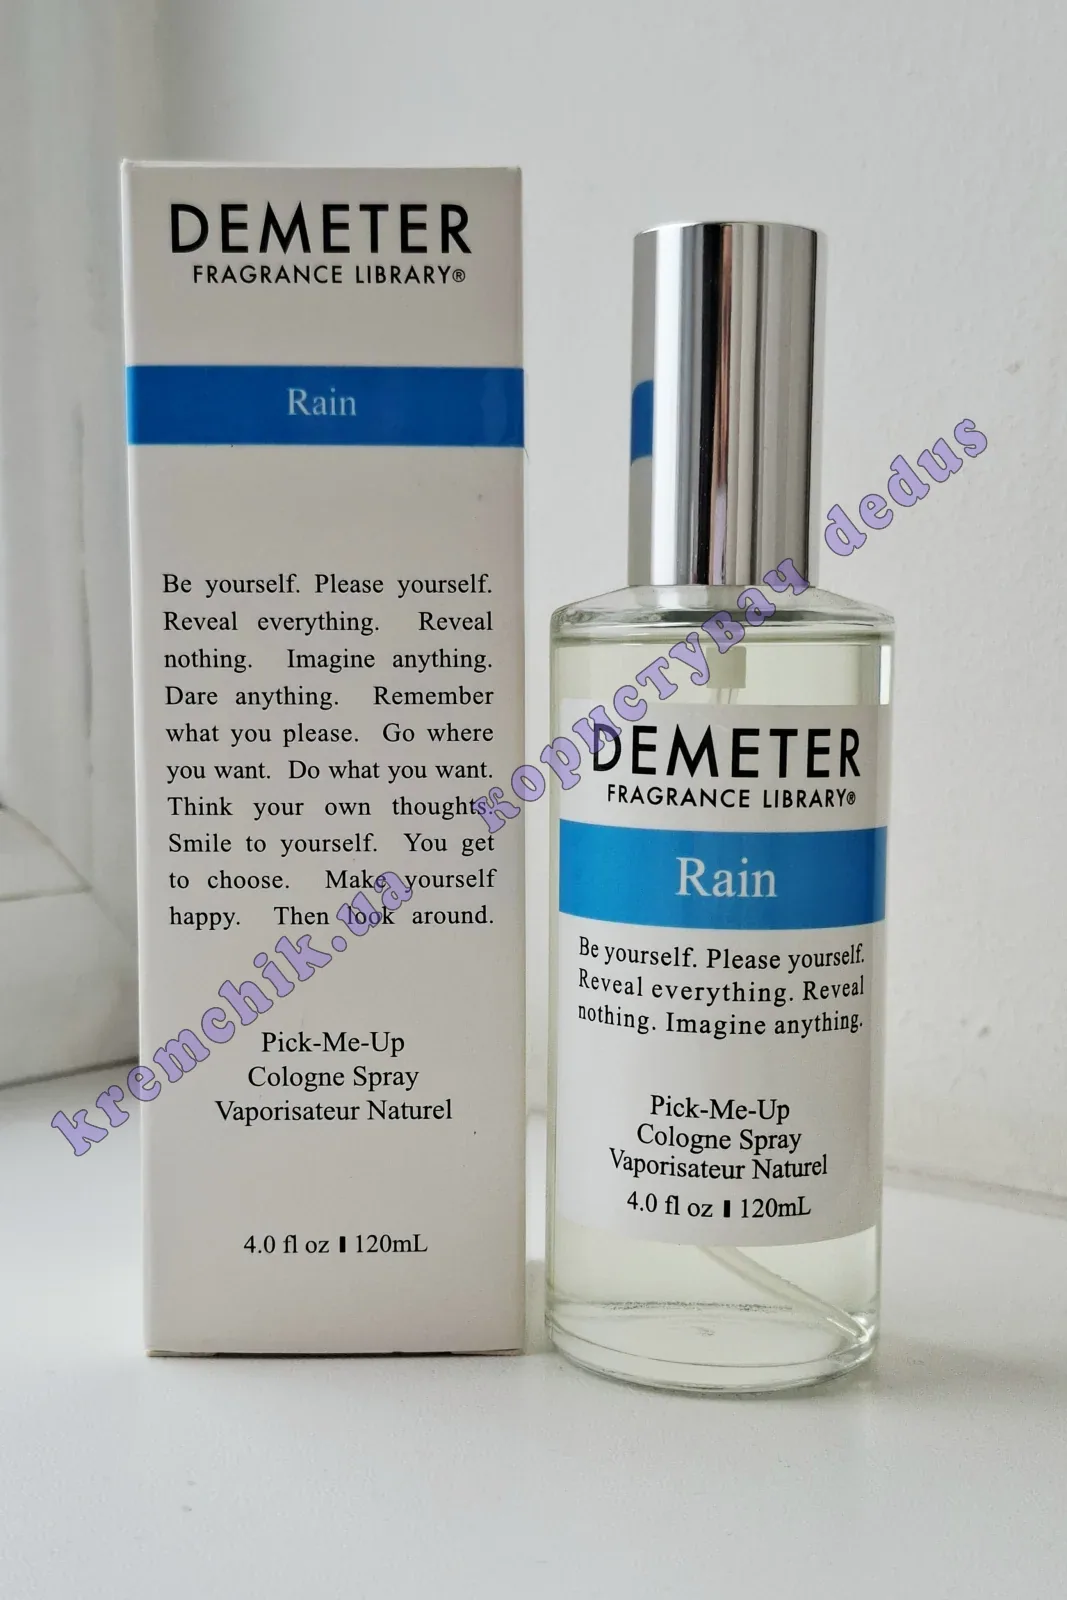 DEMETER
FRAGRANCE LIBRARY®
Rain
Be yourself. Please yourself.
Reveal everything. Reveal
nothing. Imagine anything.
Dare anything. Remember
what you please. Go where
you want. Do what you want.
Think your own thoughts.
Smile to yourself. You get
to choose. Make yourself
happy. Then look around.
Pick-Me-Up
Cologne Spray
Vaporisateur Naturel
4.0 fl oz ▮ 120mL
DEMETER
FRAGRANCE LIBRARY®
Rain
Be yourself. Please yourself.
Reveal everything. Reveal
nothing. Imagine anything.
Pick-Me-Up
Cologne Spray
Vaporisateur Naturel
4.0 fl oz ▮ 120mL
kremchik.ua користувач dedus